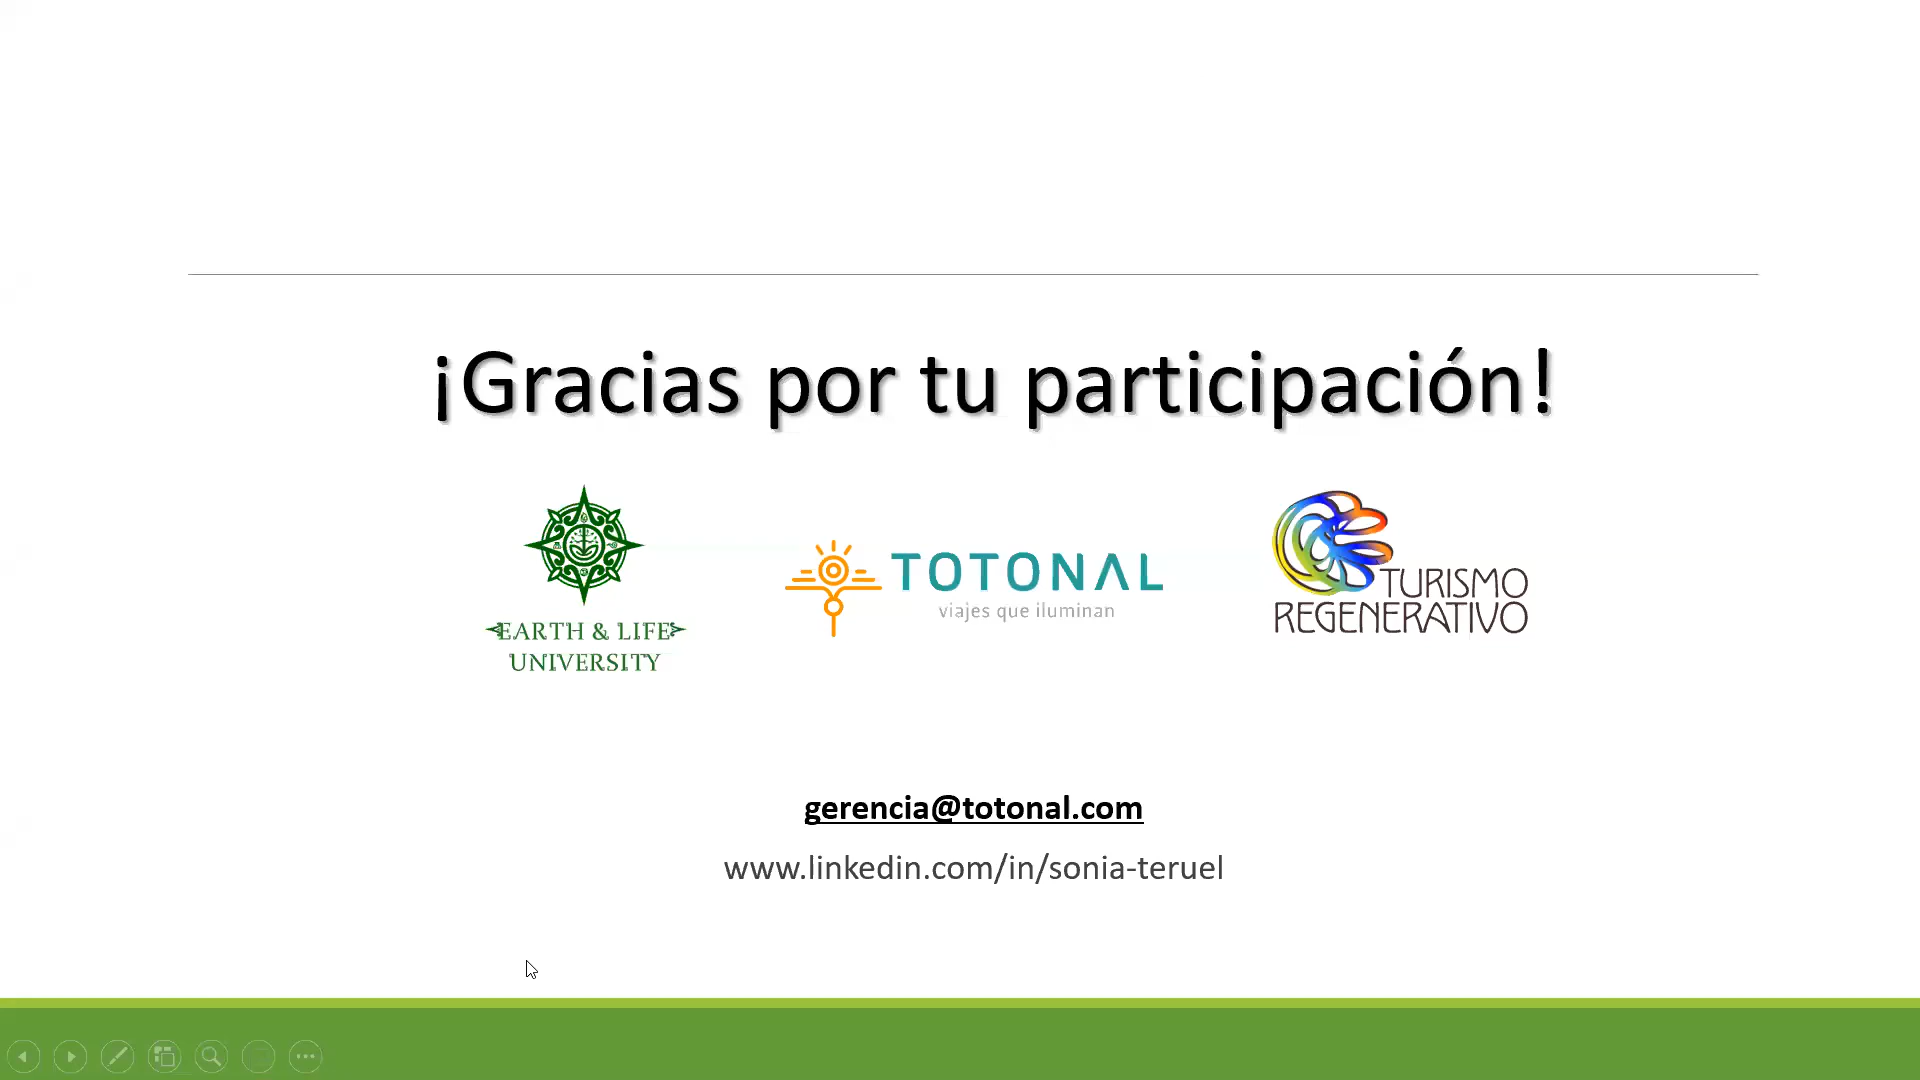 ¡Gracias por tu participación!
EARTH & LIFE
UNIVERSITY
TOTONAL
viajes que iluminan
TURISMO
REGENERATIVO
gerencia@totonal.com
www.linkedin.com/in/sonia-teruel